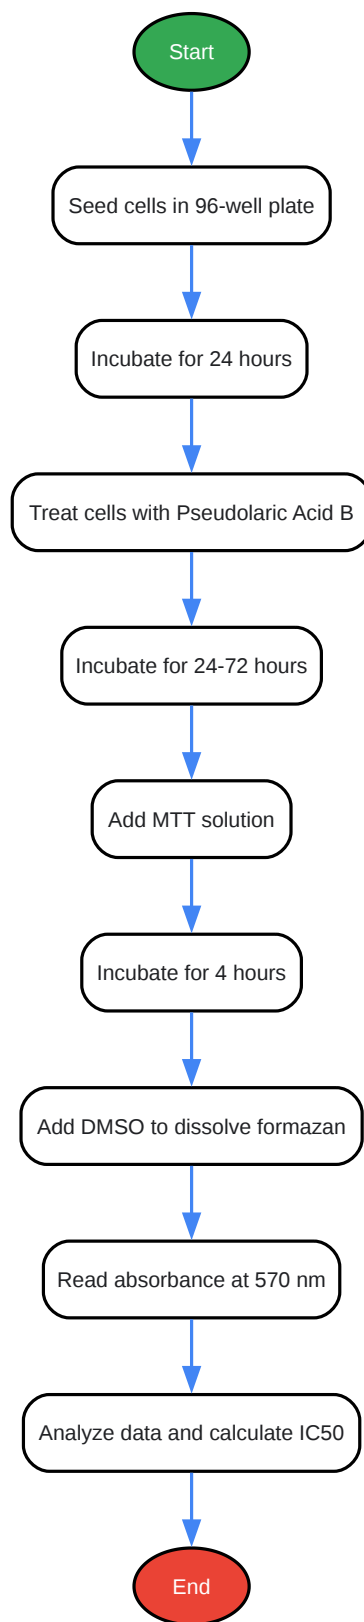 Start
Seed cells in 96-well plate
Incubate for 24 hours
Treat cells with Pseudolaric Acid B
Incubate for 24-72 hours
Add MTT solution
Incubate for 4 hours
Add DMSO to dissolve formazan
Read absorbance at 570 nm
Analyze data and calculate IC50
End